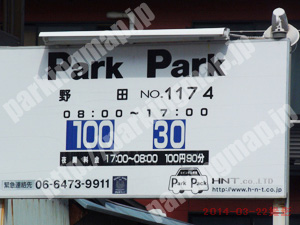 Park Park
野田 NO.1174
08:00～17:00
100 30
夜間料金 17:00～08:00 100円90分
Park Pack
HNT.co.,LTD
緊急連絡先 06-6473-9911
http://www.h-n-t.co.jp